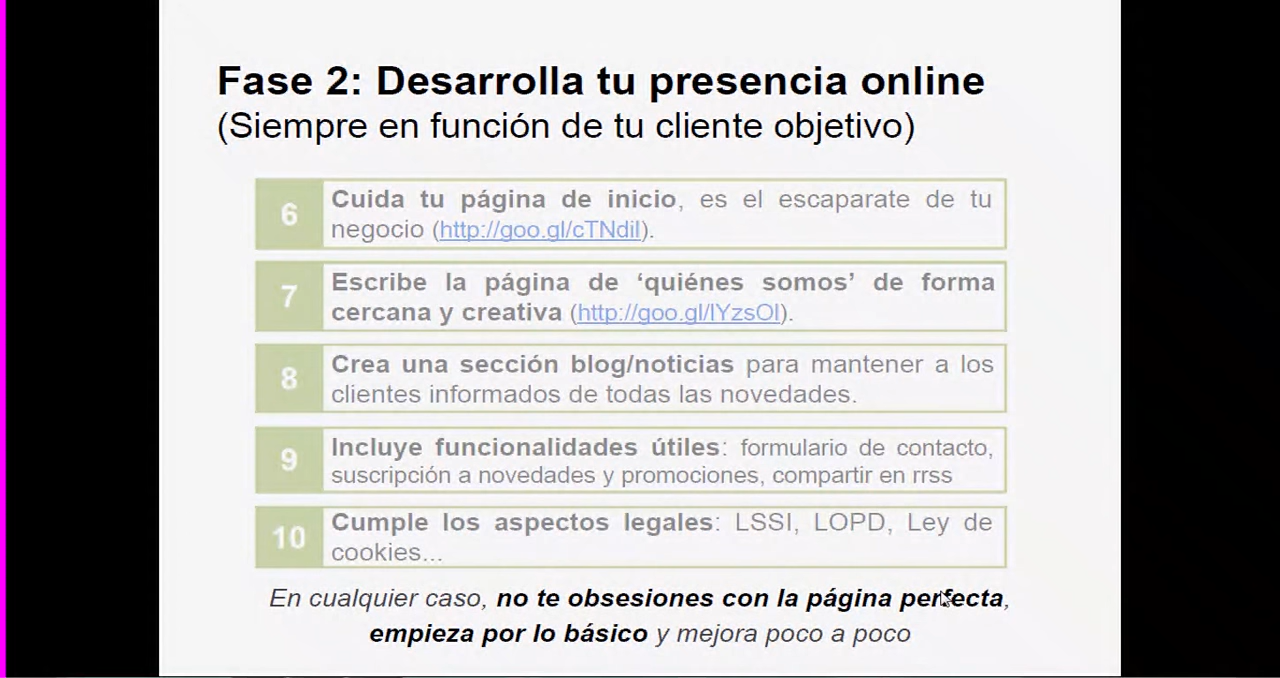 Fase 2: Desarrolla tu presencia online
(Siempre en función de tu cliente objetivo)
6
Cuida tu página de inicio, es el escaparate de tu
negocio (http://goo.gl/cTNdiI).
7
Escribe la página de ‘quiénes somos’ de forma
cercana y creativa (http://goo.gl/IYzsOI).
8
Crea una sección blog/noticias para mantener a los
clientes informados de todas las novedades.
9
Incluye funcionalidades útiles: formulario de contacto,
suscripción a novedades y promociones, compartir en rrss
10
Cumple los aspectos legales: LSSI, LOPD, Ley de
cookies...
En cualquier caso, no te obsesiones con la página perfecta,
empieza por lo básico y mejora poco a poco